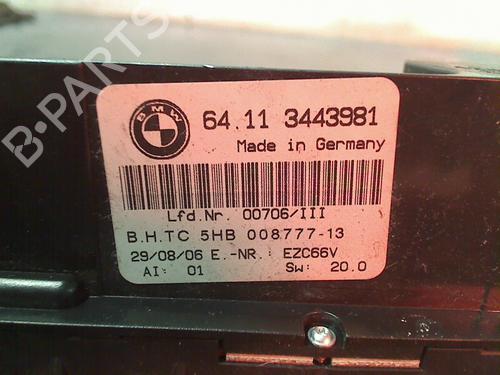 B-PARTS
BMW
64.11 3443981
Made in Germany
Lfd.Nr. 00706/III
B.H.TC 5HB 008777-13
29/08/06 E.-NR.: EZC66V
AI: 01 Sw: 20.0